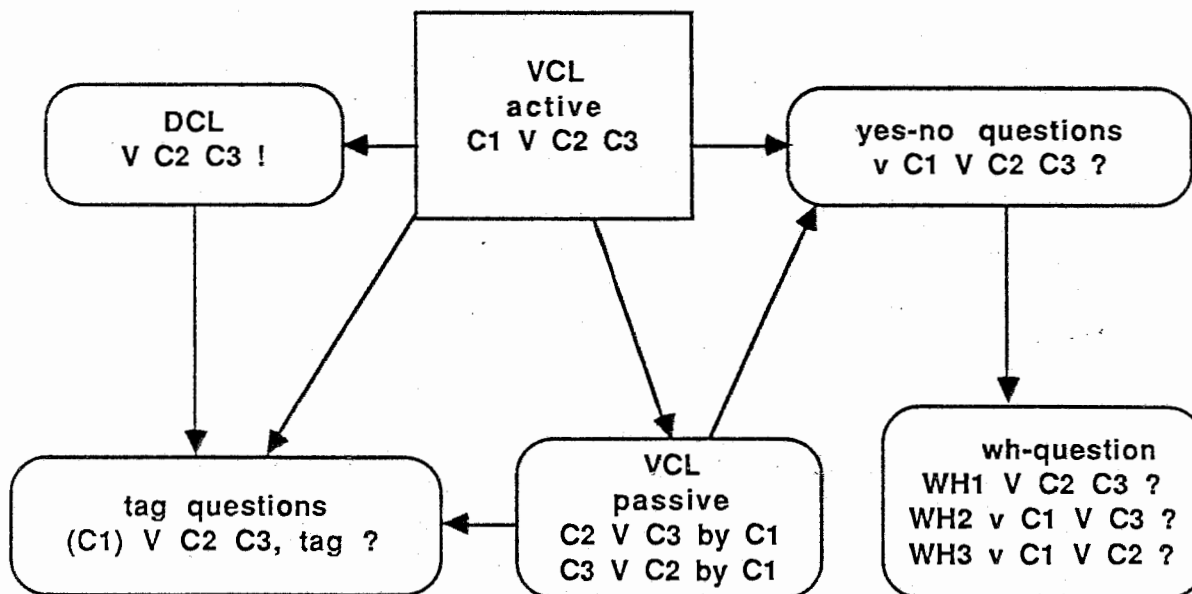 VCL
active
C1 V C2 C3
DCL
V C2 C3 !
yes-no questions
v C1 V C2 C3 ?
tag questions
(C1) V C2 C3, tag ?
VCL
passive
C2 V C3 by C1
C3 V C2 by C1
wh-question
WH1 V C2 C3 ?
WH2 v C1 V C3 ?
WH3 v C1 V C2 ?